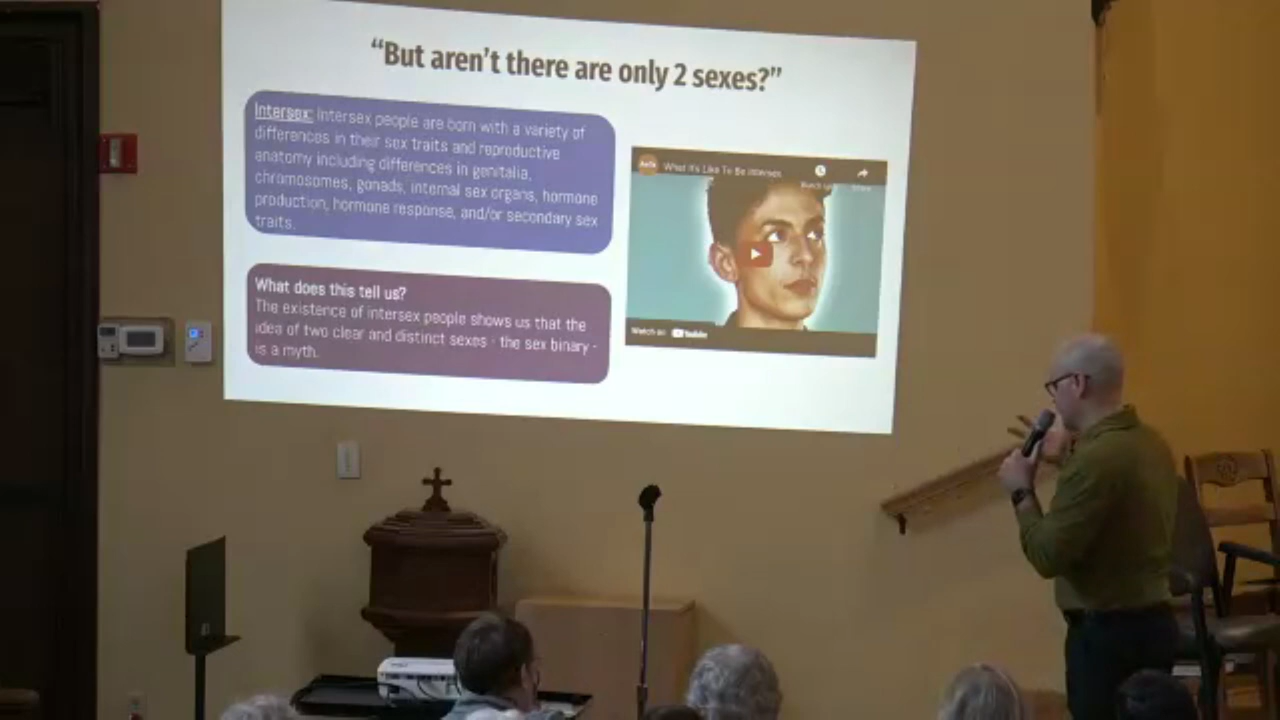 “But aren’t there are only 2 sexes?”
Intersex: Intersex people are born with a variety of
differences in their sex traits and reproductive
anatomy including differences in genitalia,
chromosomes, gonads, internal sex organs, hormone
production, hormone response, and/or secondary sex
traits.
What does this tell us?
The existence of intersex people shows us that the
idea of two clear and distinct sexes - the sex binary -
is a myth.
What It's Like To Be Intersex
Share
Watch on YouTube